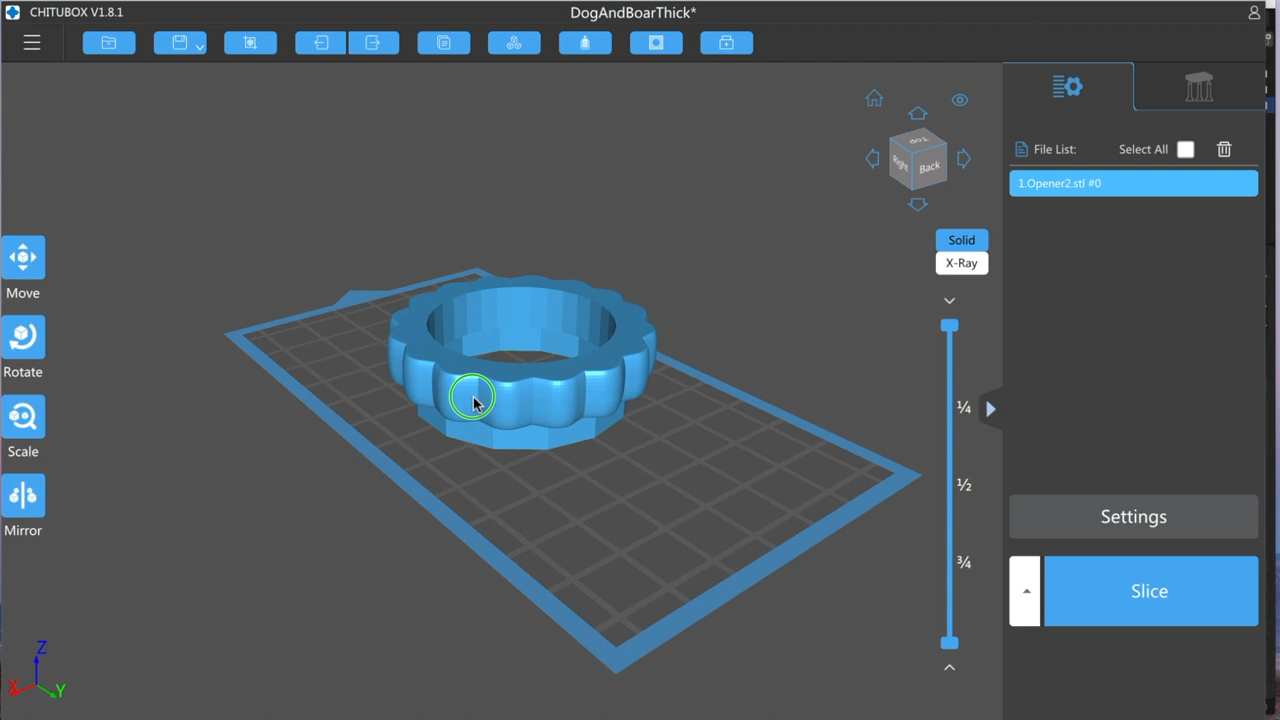 CHITUBOX V1.8.1
DogAndBoarThick*
File List:
Select All
1.Opener2.stl #0
Top
Right
Back
Solid
X-Ray
Move
Rotate
Scale
Mirror
¼
½
¾
Settings
Slice
Z
X
Y